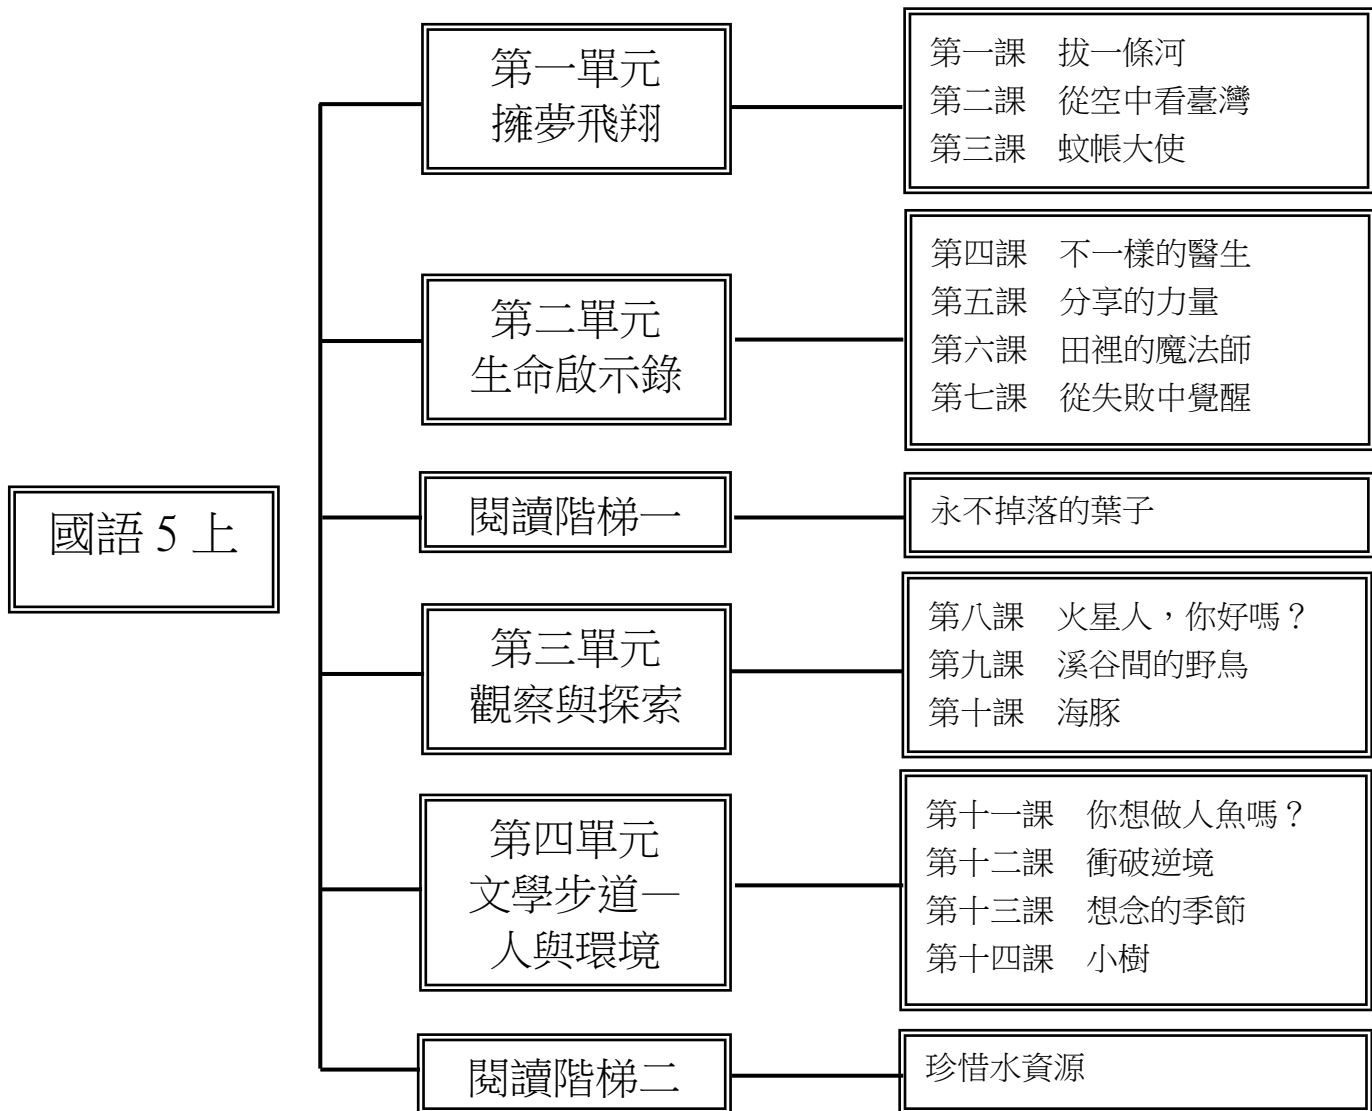 國語 5 上
第一單元
擁夢飛翔
第一課　拔一條河
第二課　從空中看臺灣
第三課　蚊帳大使
第二單元
生命啟示錄
第四課　不一樣的醫生
第五課　分享的力量
第六課　田裡的魔法師
第七課　從失敗中覺醒
閱讀階梯一
永不掉落的葉子
第三單元
觀察與探索
第八課　火星人，你好嗎？
第九課　溪谷間的野鳥
第十課　海豚
第四單元
文學步道—
人與環境
第十一課　你想做人魚嗎？
第十二課　衝破逆境
第十三課　想念的季節
第十四課　小樹
閱讀階梯二
珍惜水資源